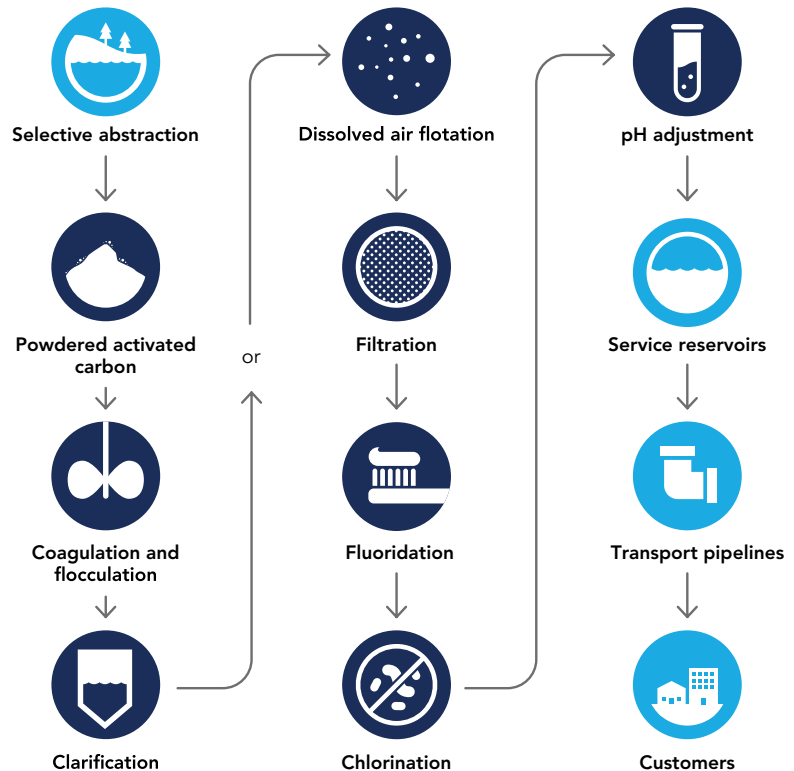 Selective abstraction
Powdered activated
carbon
Coagulation and
flocculation
Clarification
or
Dissolved air flotation
Filtration
Fluoridation
Chlorination
pH adjustment
Service reservoirs
Transport pipelines
Customers